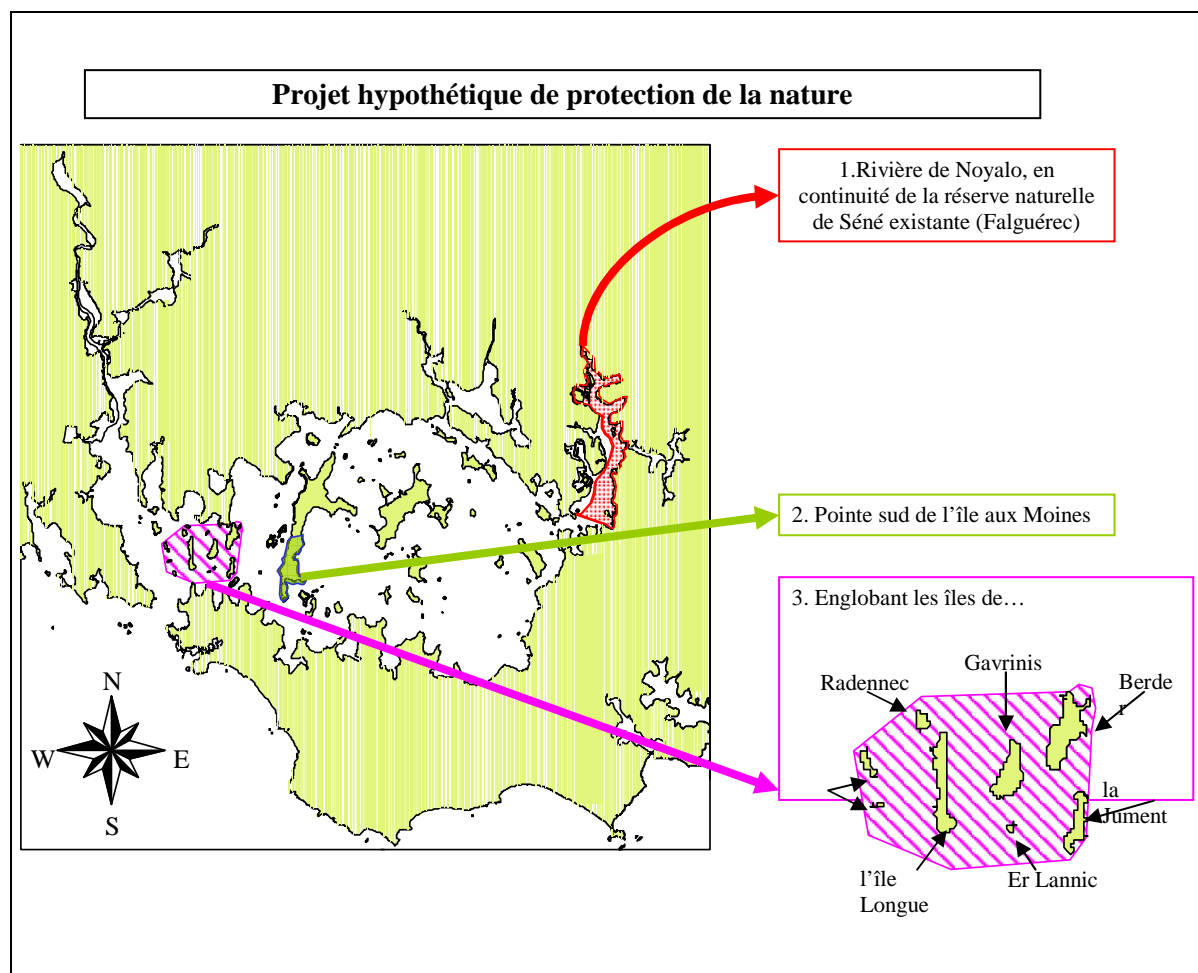 Projet hypothétique de protection de la nature
1.Rivière de Noyalo, en
continuité de la réserve naturelle
de Séné existante (Falguérec)
2. Pointe sud de l'île aux Moines
3. Englobant les îles de…
Gavrinis
Radennec
Berde
r
la
Jument
Er Lannic
l'île
Longue
N
W
E
S